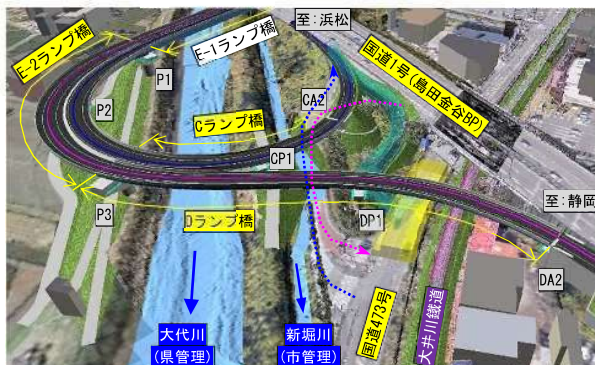 至:浜松
E-1ランプ橋
E-2ランプ橋
P1
国道1号(島田金谷BP)
P2
CA2
Cランプ橋
CP1
至:静岡
P3
Dランプ橋
DP1
DA2
国道473号
大井川鐵道
大代川
(県管理)
新堀川
(市管理)